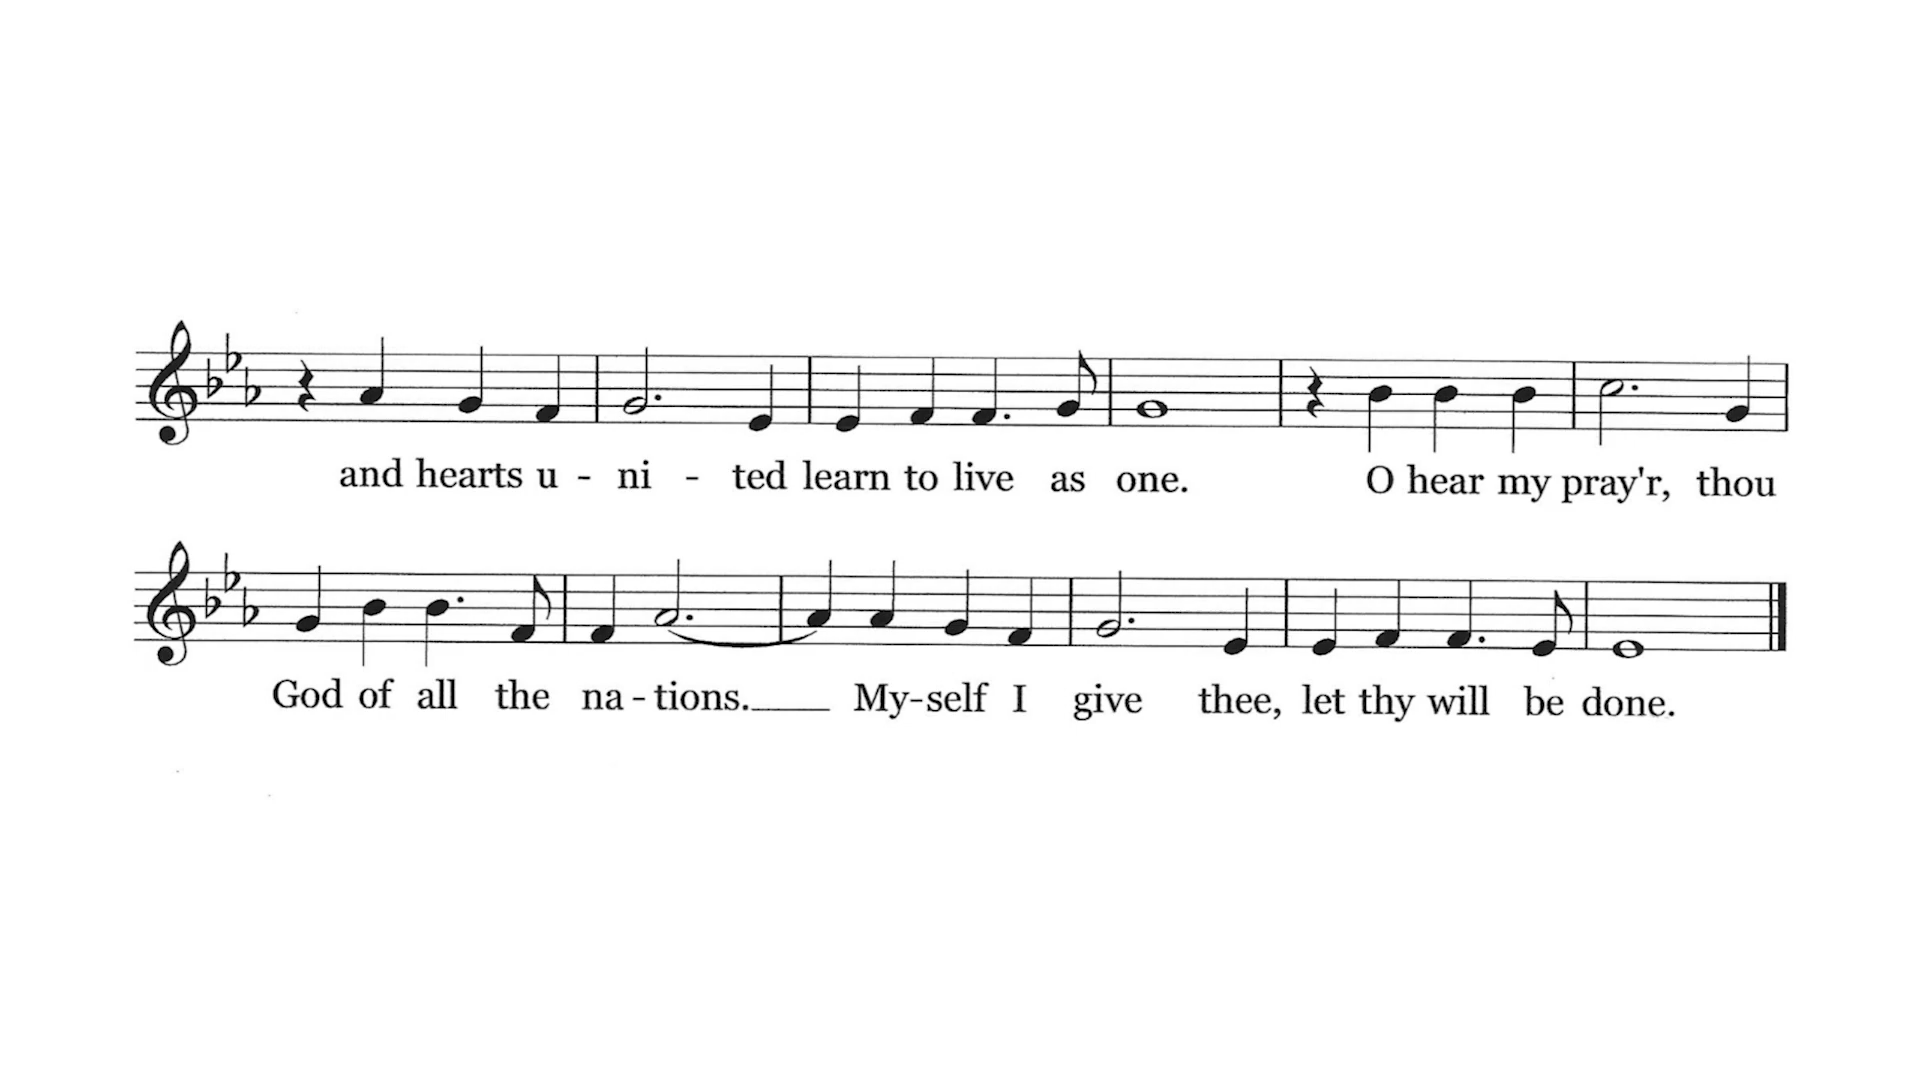 and hearts u - ni - ted learn to live as one. O hear my pray'r, thou
God of all the na - tions.____ My-self I give thee, let thy will be done.